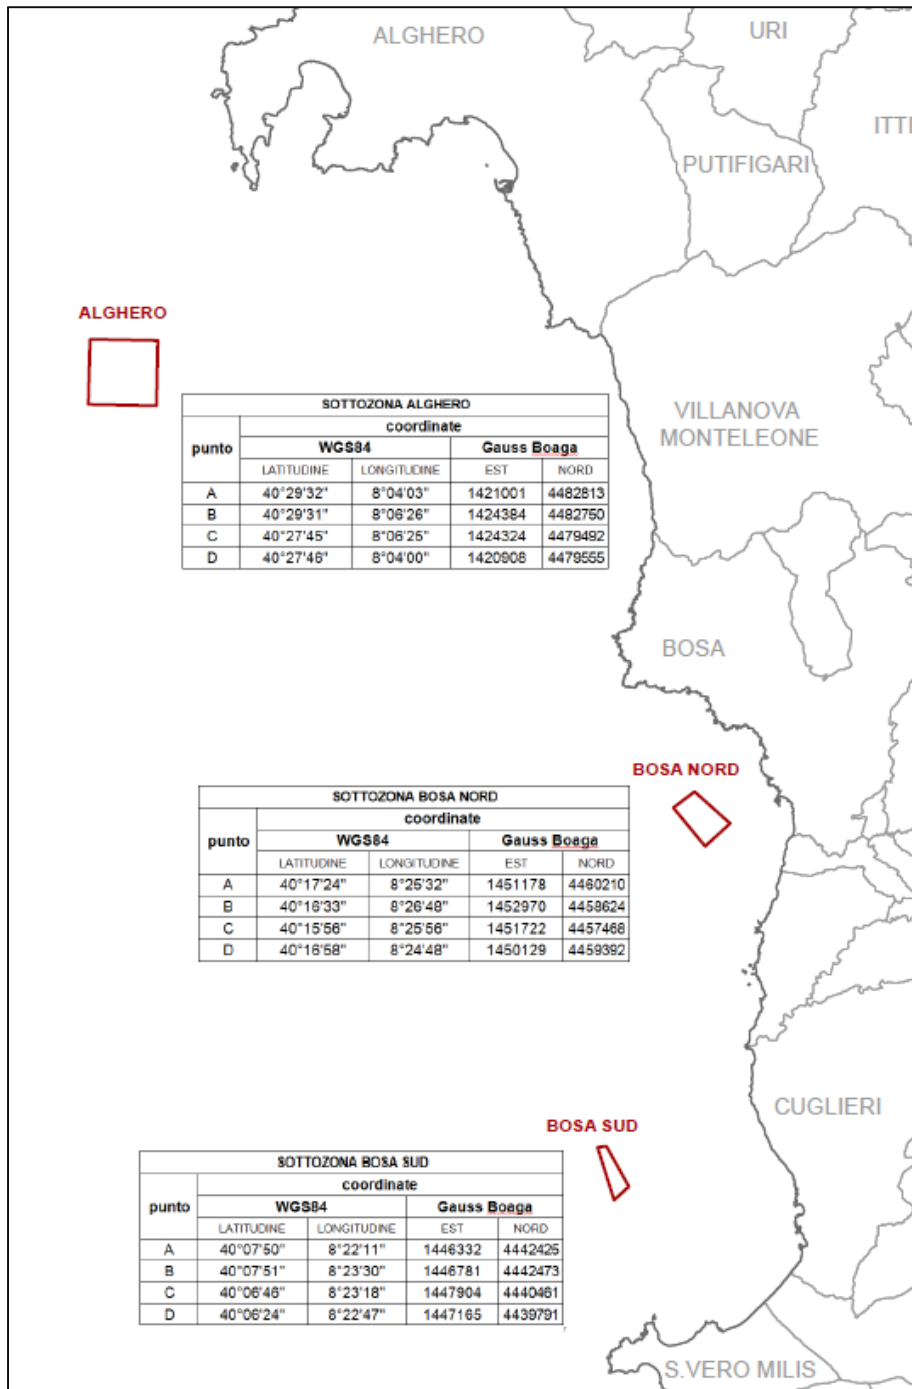 ALGHERO
URI
ITTI
PUTIFIGARI
ALGHERO
VILLANOVA
MONTELEONE
SOTTOZONA ALGHERO
punto coordinate
WGS84 Gauss Boaga
LATITUDINE LONGITUDINE EST NORD
A 40°29'32" 8°04'03" 1421001 4482813
B 40°29'31" 8°06'26" 1424384 4482750
C 40°27'45" 8°06'25" 1424324 4479492
D 40°27'46" 8°04'00" 1420908 4479555
BOSA
BOSA NORD
SOTTOZONA BOSA NORD
punto coordinate
WGS84 Gauss Boaga
LATITUDINE LONGITUDINE EST NORD
A 40°17'24" 8°25'32" 1451178 4460210
B 40°16'33" 8°26'48" 1452970 4458624
C 40°15'56" 8°25'56" 1451722 4457468
D 40°16'58" 8°24'48" 1450129 4459392
CUGLIERI
BOSA SUD
SOTTOZONA BOSA SUD
punto coordinate
WGS84 Gauss Boaga
LATITUDINE LONGITUDINE EST NORD
A 40°07'50" 8°22'11" 1446332 4442425
B 40°07'51" 8°23'30" 1446781 4442473
C 40°06'46" 8°23'18" 1447904 4440461
D 40°06'24" 8°22'47" 1447165 4439791
S.VERO MILIS